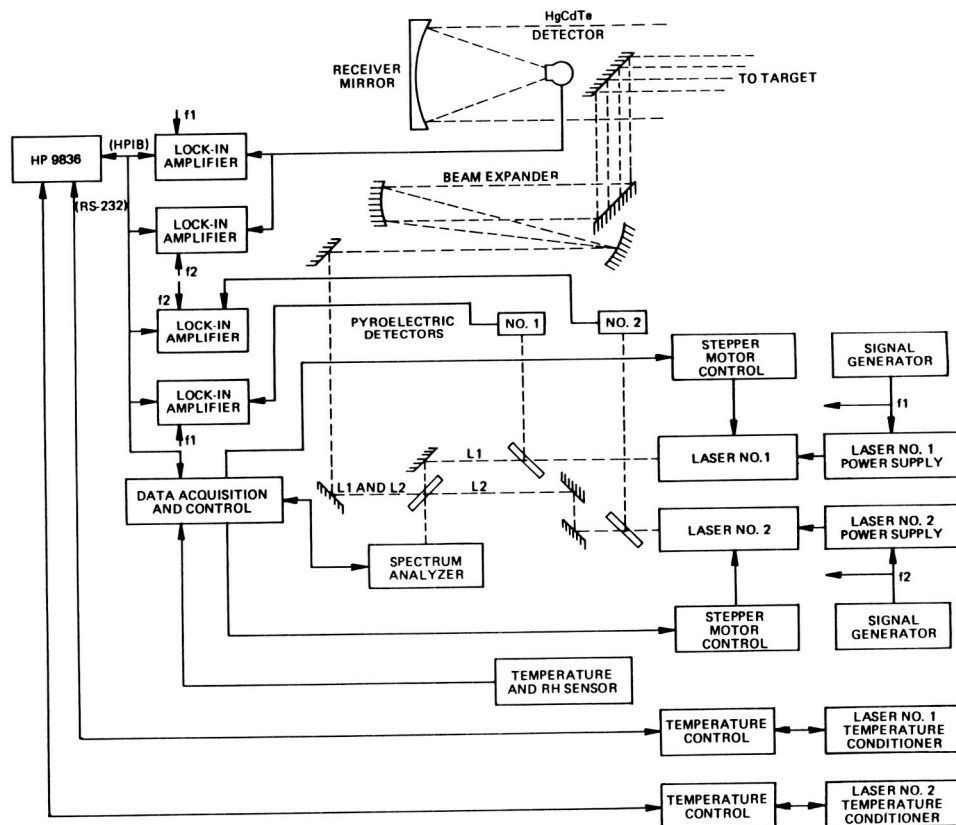 HgCdTe
DETECTOR
RECEIVER
MIRROR
TO TARGET
f1
(HPIB)
HP 9836
LOCK-IN
AMPLIFIER
BEAM EXPANDER
(RS-232)
LOCK-IN
AMPLIFIER
f2
f2
LOCK-IN
AMPLIFIER
PYROELECTRIC
DETECTORS
NO. 1
NO. 2
STEPPER
MOTOR
CONTROL
SIGNAL
GENERATOR
LOCK-IN
AMPLIFIER
f1
f1
L1
LASER NO.1
LASER NO. 1
POWER SUPPLY
DATA ACQUISITION
AND CONTROL
L1 AND L2
L2
LASER NO. 2
LASER NO. 2
POWER SUPPLY
SPECTRUM
ANALYZER
f2
STEPPER
MOTOR
CONTROL
SIGNAL
GENERATOR
TEMPERATURE
AND RH SENSOR
TEMPERATURE
CONTROL
LASER NO. 1
TEMPERATURE
CONDITIONER
TEMPERATURE
CONTROL
LASER NO. 2
TEMPERATURE
CONDITIONER